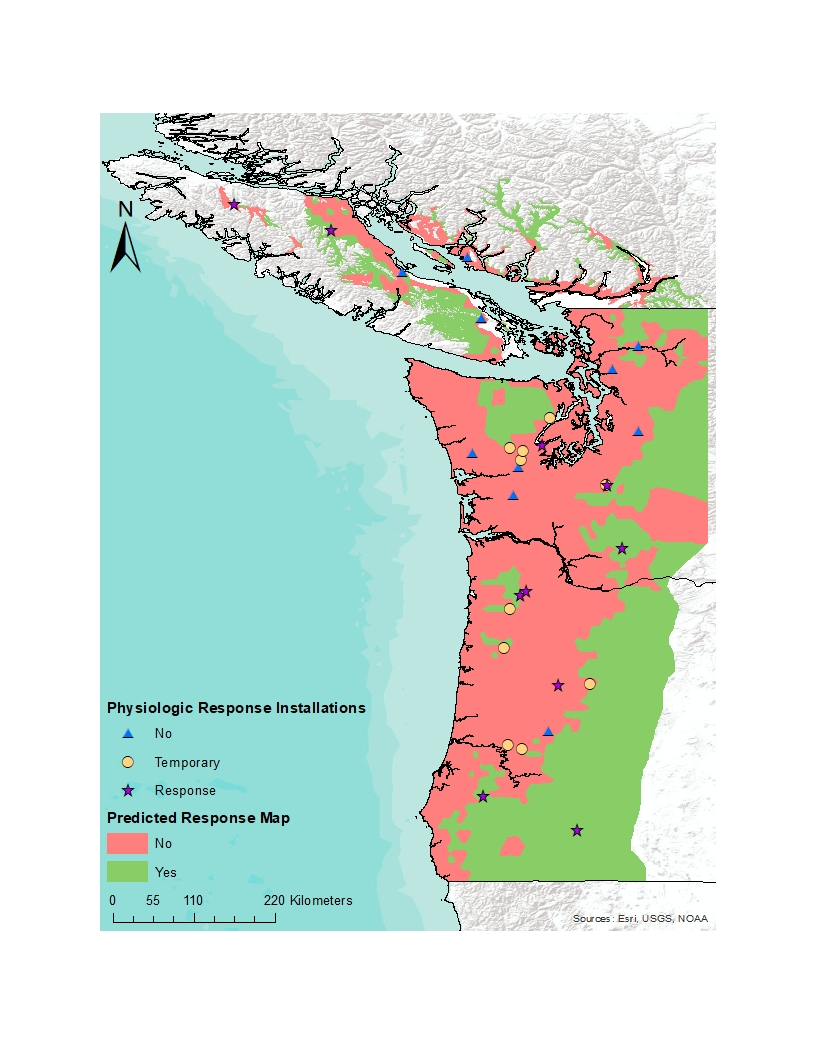 N
Physiologic Response Installations
No
Temporary
Response
Predicted Response Map
No
Yes
0 55 110 220 Kilometers
Sources: Esri, USGS, NOAA